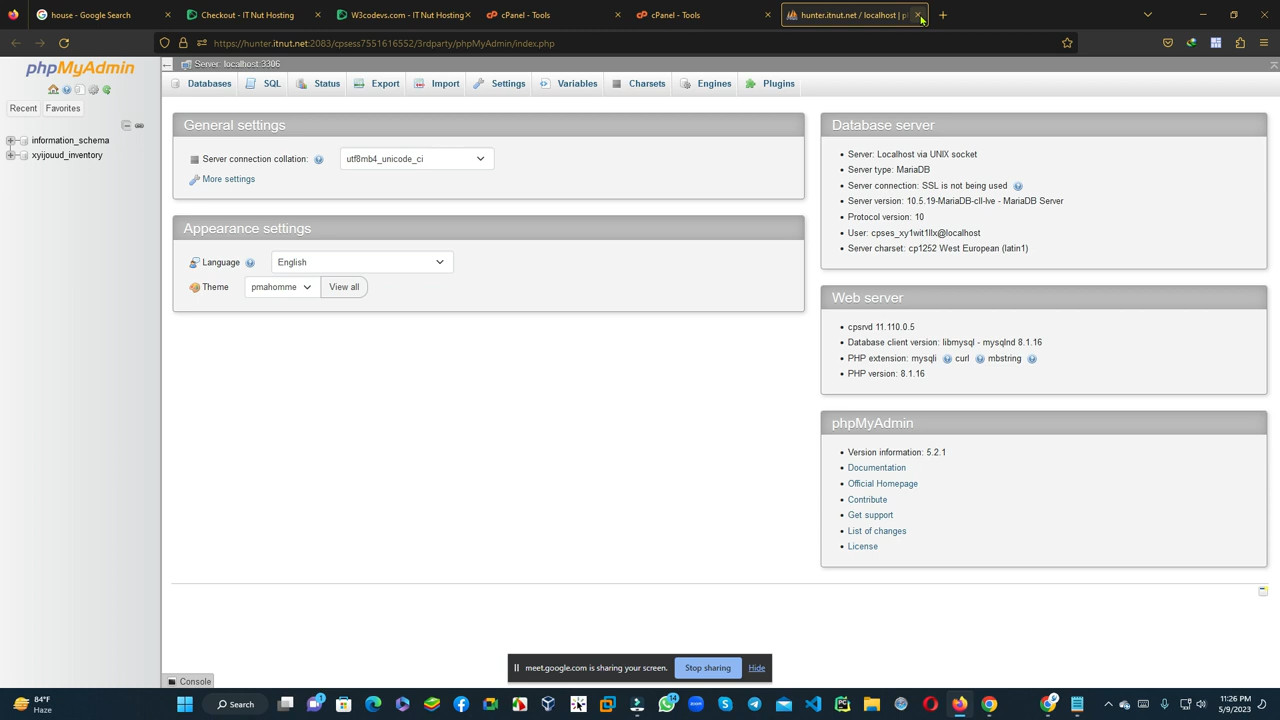 house - Google Search
Checkout - IT Nut Hosting
W3codevs.com - IT Nut Hosting
cPanel - Tools
cPanel - Tools
hunter.itnut.net / localhost | p
https://hunter.itnut.net:2083/cpsess7551616552/3rdparty/phpMyAdmin/index.php
phpMyAdmin
Recent Favorites
information_schema
xyijouud_inventory
Server: localhost:3306
Databases SQL Status Export Import Settings Variables Charsets Engines Plugins
General settings
Server connection collation: utf8mb4_unicode_ci
More settings
Appearance settings
Language English
Theme pmahomme View all
Database server
• Server: Localhost via UNIX socket
• Server type: MariaDB
• Server connection: SSL is not being used
• Server version: 10.5.19-MariaDB-cll-lve - MariaDB Server
• Protocol version: 10
• User: cpses_xy1wit1llx@localhost
• Server charset: cp1252 West European (latin1)
Web server
• cpsrvd 11.110.0.5
• Database client version: libmysql - mysqlnd 8.1.16
• PHP extension: mysqli curl mbstring
• PHP version: 8.1.16
phpMyAdmin
• Version information: 5.2.1
• Documentation
• Official Homepage
• Contribute
• Get support
• List of changes
• License
meet.google.com is sharing your screen. Stop sharing Hide
Console
84°F
Haze
Search
14
11:26 PM
5/9/2023